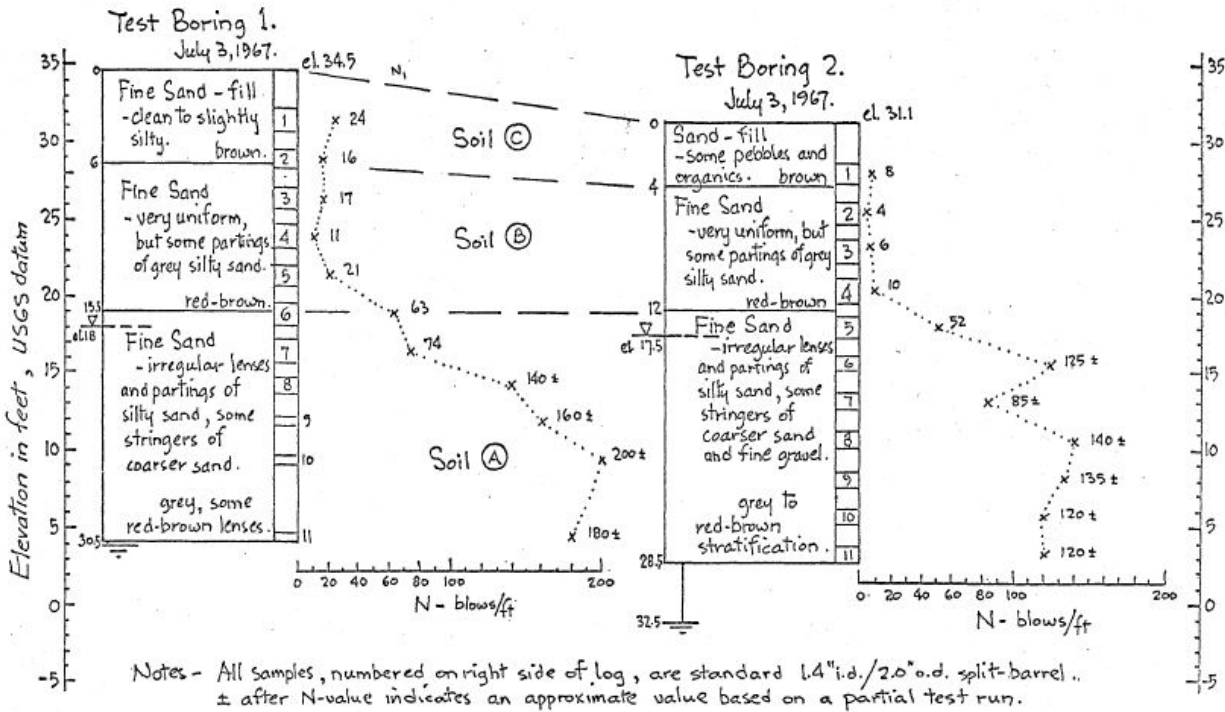 Test Boring 1.
July 3, 1967.
el. 34.5
0
Fine Sand - fill
- clean to slightly
silty.
brown.
6
Fine Sand
- very uniform,
but some partings
of grey silty sand.
red-brown.
15.5
el.18
Fine Sand
- irregular lenses
and partings of
silty sand, some
stringers of
coarser sand.
grey, some
red-brown lenses.
30.5
1
2
3
4
5
6
7
8
9
10
11
N₁
24
16
17
11
21
63
74
140 ±
160 ±
200 ±
180 ±
0 20 40 60 100 200
N - blows/ft
Soil C
Soil B
Soil A
Test Boring 2.
July 3, 1967.
el. 31.1
0
Sand - fill
- some pebbles and
organics. brown
4
Fine Sand
- very uniform, but
some partings of grey
silty sand.
red-brown
12
el. 17.5
Fine Sand
- irregular lenses
and partings of
silty sand, some
stringers of
coarser sand
and fine gravel.
grey to
red-brown
stratification.
28.5
32.5
1
2
3
4
5
6
7
8
9
10
11
8
4
6
10
52
125 ±
85 ±
140 ±
135 ±
120 ±
120 ±
0 20 40 60 100 200
N - blows/ft
Elevation in feet, USGS datum
35
30
25
20
15
10
5
0
-5
35
30
25
20
15
10
5
0
-5
Notes - All samples, numbered on right side of log, are standard 1.4" i.d./2.0" o.d. split-barrel.
± after N-value indicates an approximate value based on a partial test run.